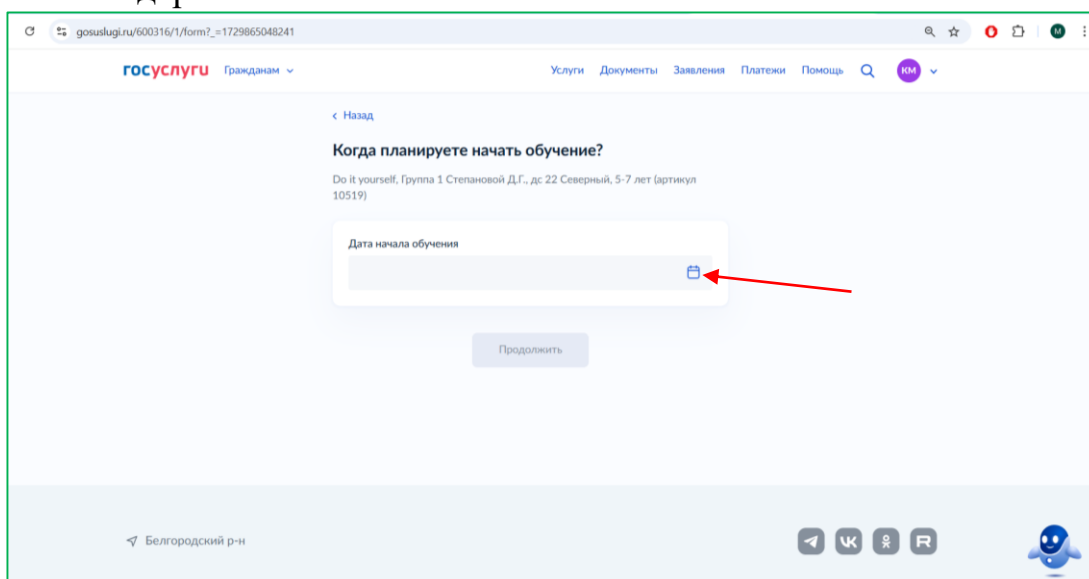 gosuslugi.ru/600316/1/form?_=1729865048241
M
госуслуги Гражданам Услуги Документы Заявления Платежи Помощь КМ
Назад
Когда планируете начать обучение?
Do it yourself, Группа 1 Степановой Д.Г., дс 22 Северный, 5-7 лет (артикул
10519)
Дата начала обучения
Продолжить
Белгородский р-н